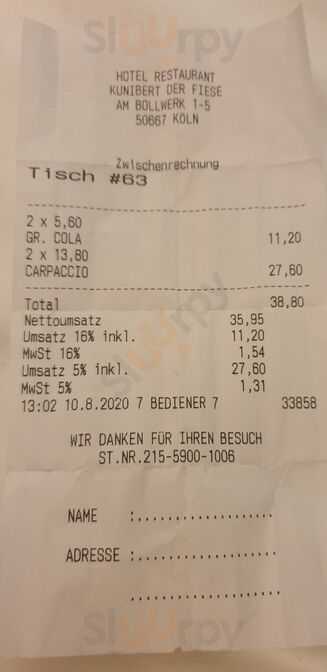 Sluurpy
HOTEL RESTAURANT
KUNIBERT DER FIESE
AM BOLLWERK 1-5
50667 KÖLN
Zwischenrechnung
Tisch #63
2 x 5,60
GR. COLA 11,20
2 x 13,80
CARPACCIO 27,60
Total 38,80
Nettoumsatz 35,95
Umsatz 16% inkl. 11,20
MwSt 16% 1,54
Umsatz 5% inkl. 27,60
MwSt 5% 1,31
13:02 10.8.2020 7 BEDIENER 7 33858
sluurpy
WIR DANKEN FÜR IHREN BESUCH
ST.NR.215-5900-1006
NAME :...................
ADRESSE :...................
....................
Sluurpy